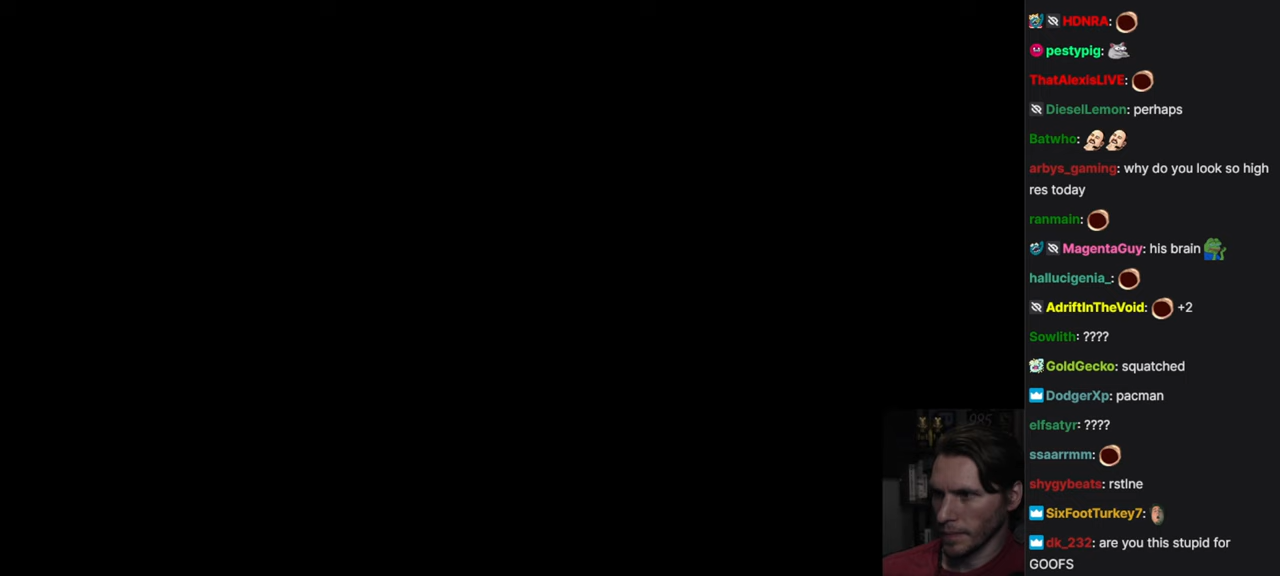 HDNRA:
pestypig:
ThatAlexisLIVE:
DieselLemon: perhaps
Batwho:
arbys_gaming: why do you look so high
res today
ranmain:
MagentaGuy: his brain
hallucigenia_:
AdriftInTheVoid: +2
Sowlith: ????
GoldGecko: squatched
DodgerXp: pacman
elfsatyr: ????
ssaarrmm:
shygybeats: rstlne
SixFootTurkey7:
dk_232: are you this stupid for
GOOFS